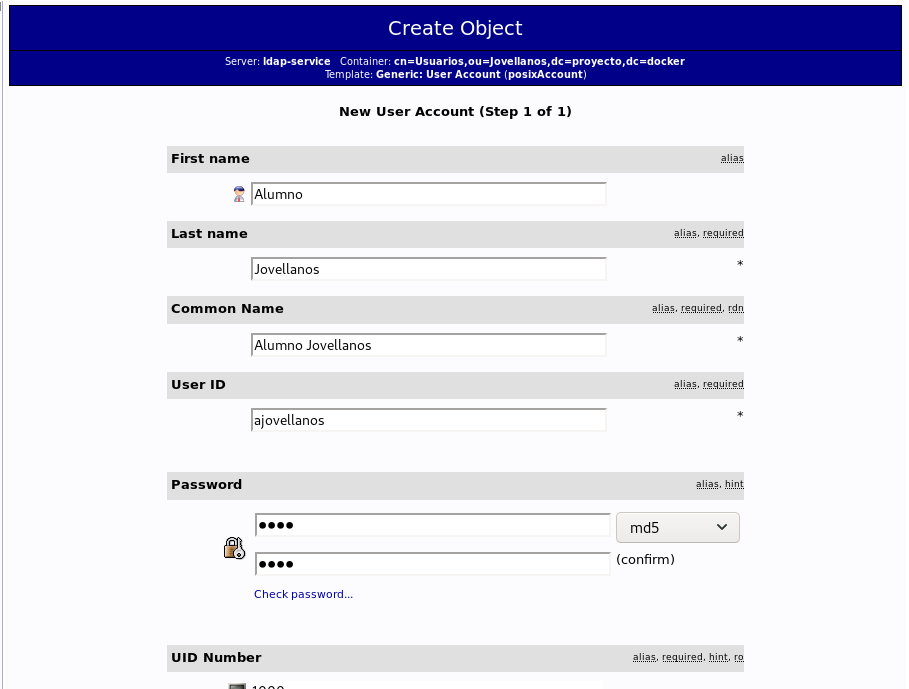 Create Object
Server: ldap-service Container: cn=Usuarios,ou=Jovellanos,dc=proyecto,dc=docker
Template: Generic: User Account (posixAccount)
New User Account (Step 1 of 1)
First name alias
Alumno
Last name alias, required
Jovellanos *
Common Name alias, required, rdn
Alumno Jovellanos *
User ID alias, required
ajovellanos *
Password alias, hint
●●●● md5
●●●● (confirm)
Check password...
UID Number alias, required, hint, ro